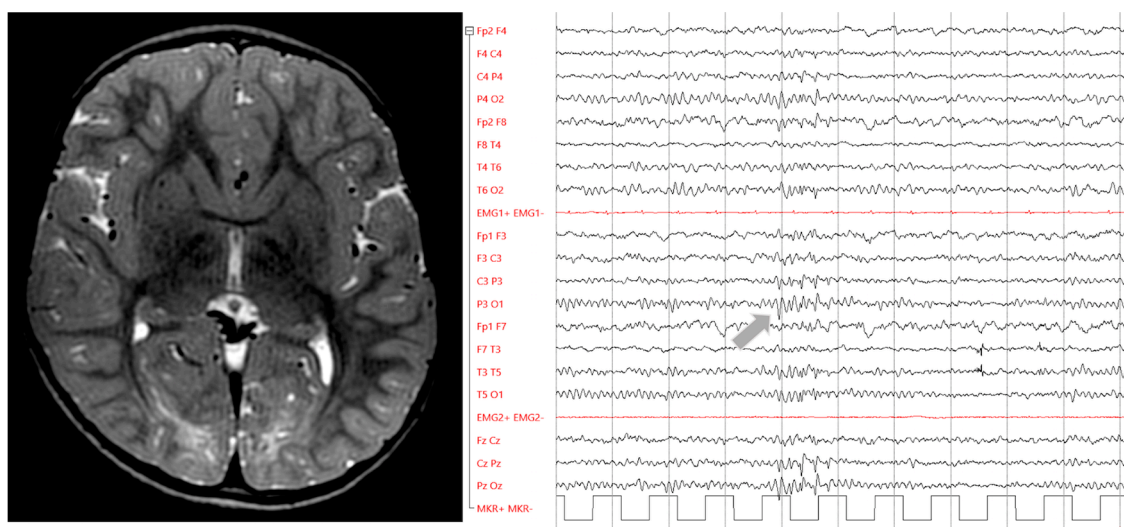 Fp2 F4
F4 C4
C4 P4
P4 O2
Fp2 F8
F8 T4
T4 T6
T6 O2
EMG1+ EMG1-
Fp1 F3
F3 C3
C3 P3
P3 O1
Fp1 F7
F7 T3
T3 T5
T5 O1
EMG2+ EMG2-
Fz Cz
Cz Pz
Pz Oz
MKR+ MKR-